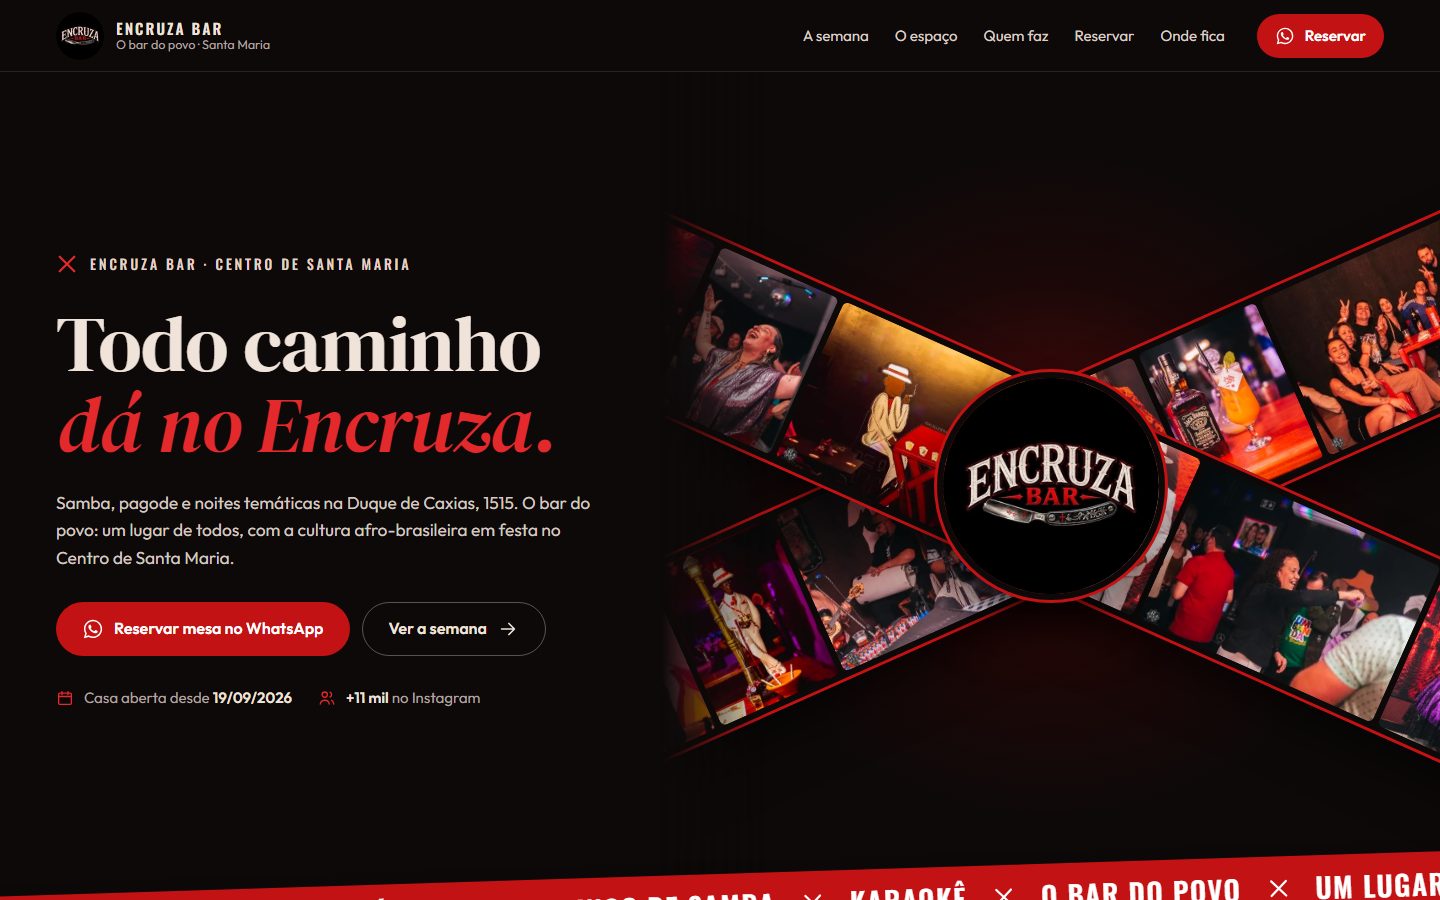 ENCRUZA BAR
O bar do povo · Santa Maria
A semana
O espaço
Quem faz
Reservar
Onde fica
Reservar
ENCRUZA BAR · CENTRO DE SANTA MARIA
Todo caminho
dá no Encruza.
Samba, pagode e noites temáticas na Duque de Caxias, 1515. O bar do
povo: um lugar de todos, com a cultura afro-brasileira em festa no
Centro de Santa Maria.
Reservar mesa no WhatsApp
Ver a semana
Casa aberta desde 19/09/2026
+11 mil no Instagram
ENCRUZA
BAR
DE SAMBA
KARAOKÊ
O BAR DO POVO
UM LUGAR